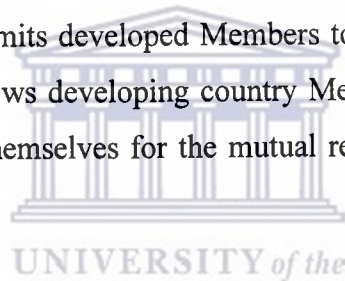 mits developed Members to
ws developing country Me
hemselves for the mutual re
UNIVERSITY of the